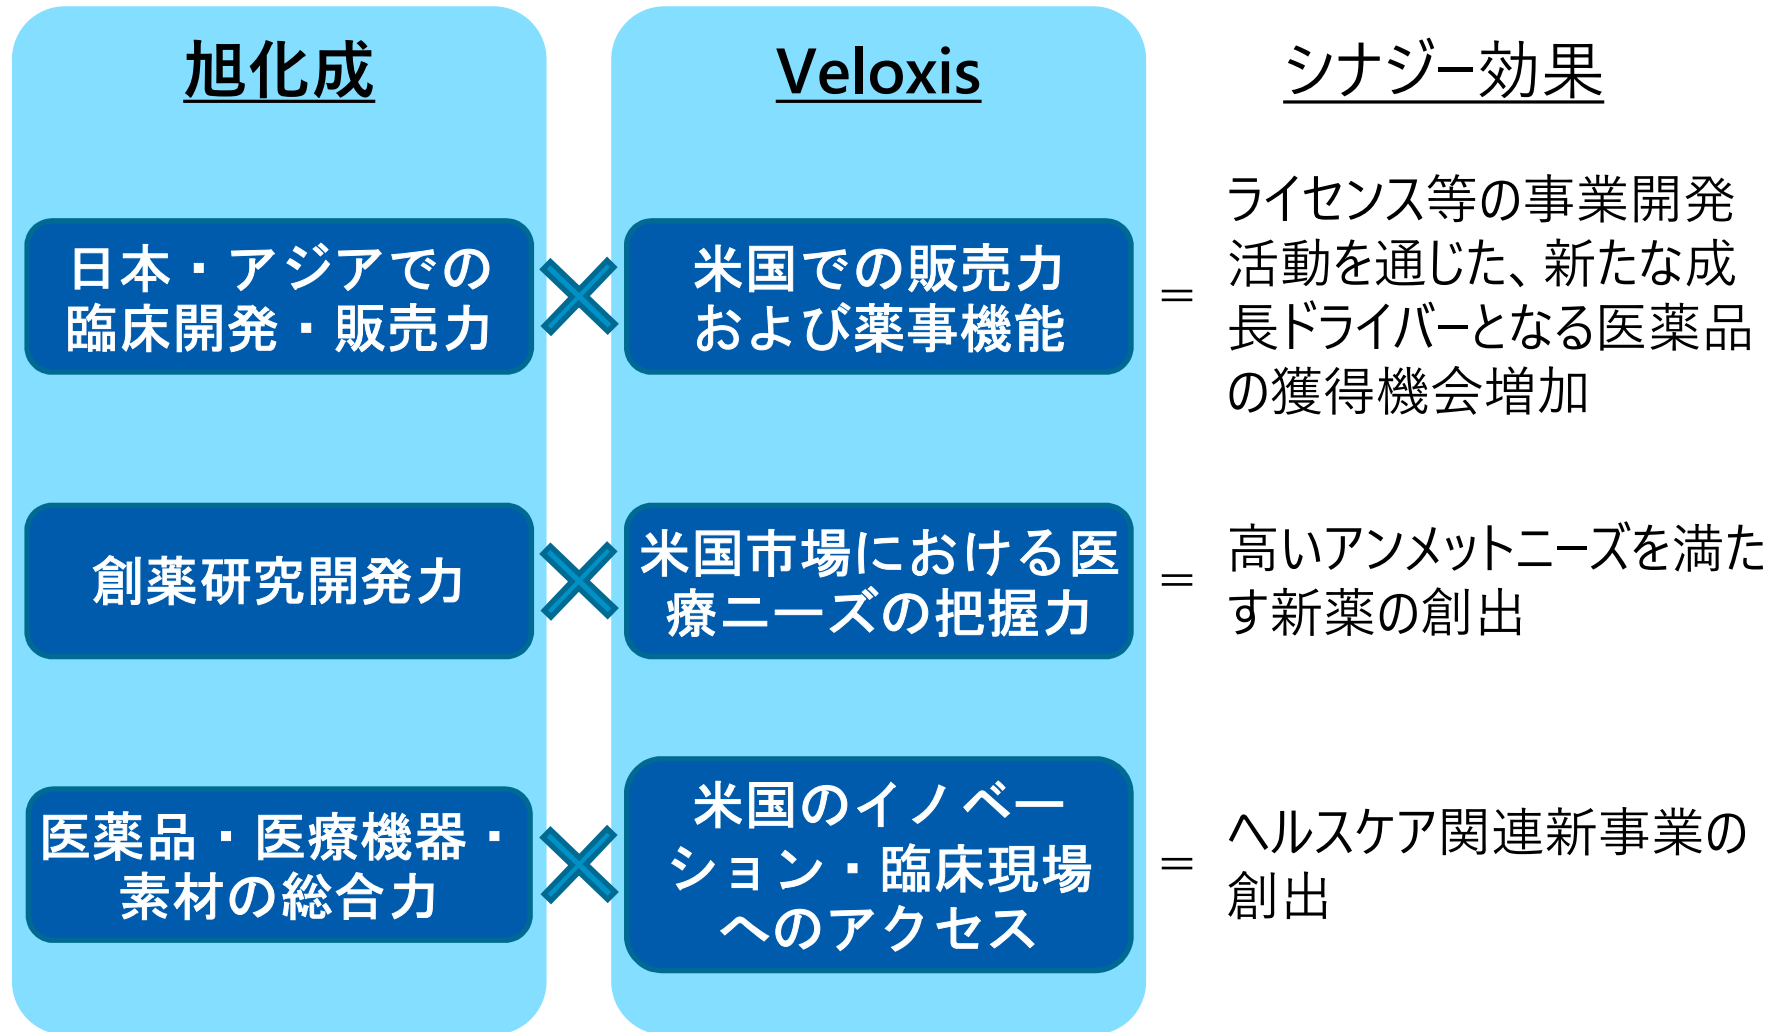 旭化成
Veloxis
シナジー効果
日本・アジアでの
臨床開発・販売力
米国での販売力
および薬事機能
=
ライセンス等の事業開発
活動を通じた、新たな成
長ドライバーとなる医薬品
の獲得機会増加
創薬研究開発力
米国市場における医
療ニーズの把握力
=
高いアンメットニーズを満た
す新薬の創出
医薬品・医療機器・
素材の総合力
米国のイノベー
ション・臨床現場
へのアクセス
=
ヘルスケア関連新事業の
創出